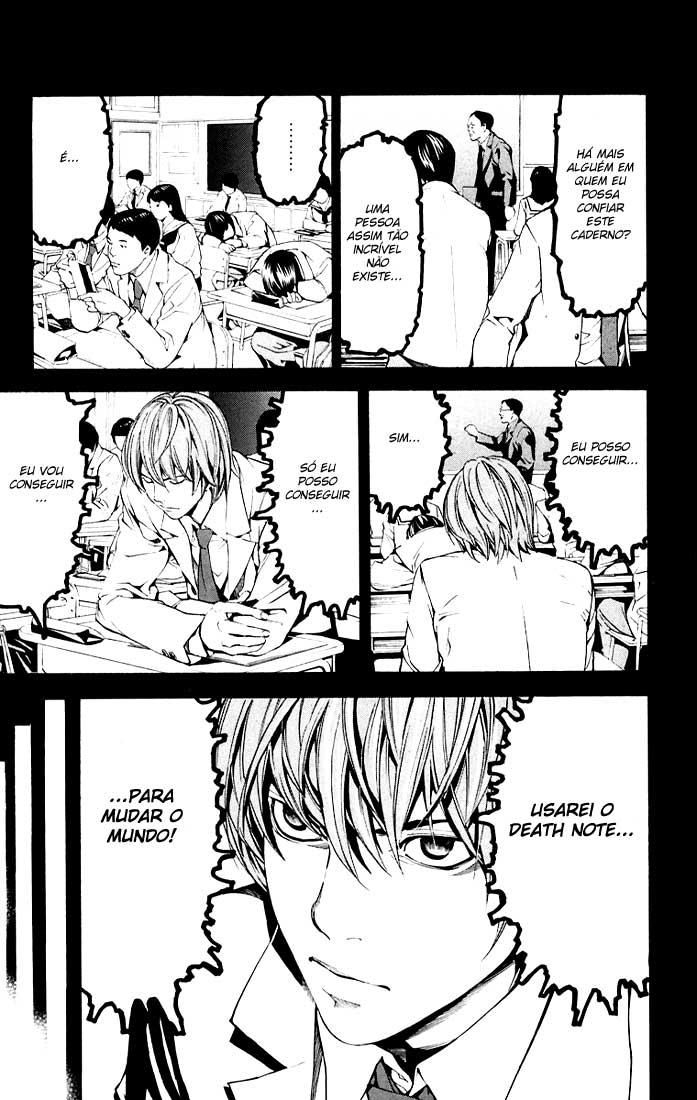 HÁ MAIS
ALGUÉM EM
QUEM EU
POSSA
CONFIAR
ESTE
CADERNO?
UMA
PESSOA
ASSIM TÃO
INCRÍVEL
NÃO
EXISTE...
.......
É...
EU POSSO
CONSEGUIR...
SIM...
SÓ EU
POSSO
CONSEGUIR
...
EU VOU
CONSEGUIR
...
USAREI O
DEATH NOTE...
...PARA
MUDAR O
MUNDO!